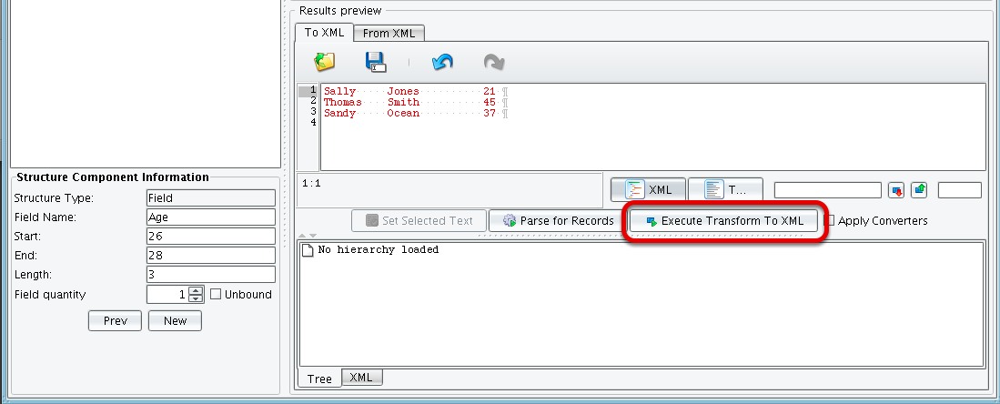 Results preview
To XML From XML
1 Sally Jones 21 ¶
2 Thomas Smith 45 ¶
3 Sandy Ocean 37 ¶
4
Structure Component Information
1:1
XML T...
Structure Type: Field
Field Name: Age
Set Selected Text Parse for Records Execute Transform To XML Apply Converters
Start: 26
End: 28
No hierarchy loaded
Length: 3
Field quantity 1 Unbound
Prev New
Tree XML